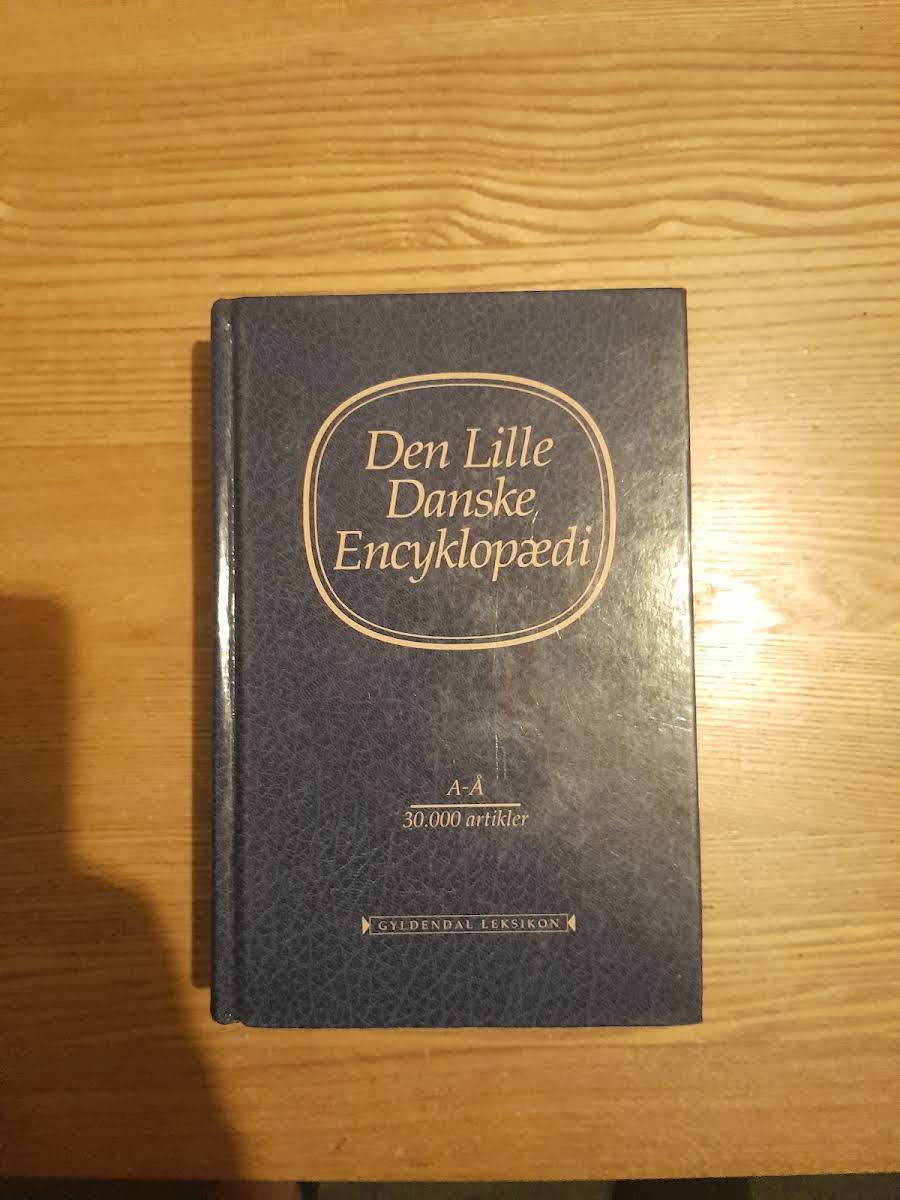 Den Lille
Danske
Encyklopædi
A-Å
30.000 artikler
GYLDENDAL LEKSIKON